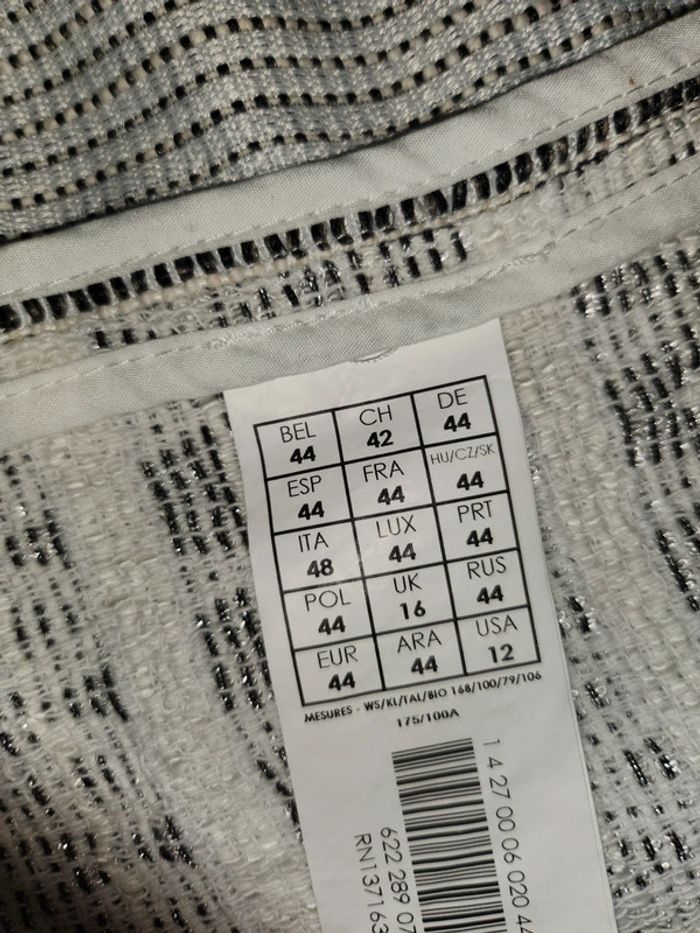 BEL CH DE
44 42 44
ESP FRA HU/CZ/SK
44 44 44
ITA LUX PRT
48 44 44
POL UK RUS
44 16 44
EUR ARA USA
44 44 12
MESURES - WS/KL/TAL/BIO 168/100/79/106
175/100A
1 4 27 00 06 020 44
622 289 07
RN137163